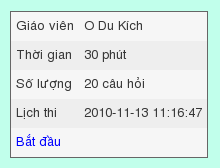 Giáo viên O Du Kích
Thời gian 30 phút
Số lượng 20 câu hỏi
Lịch thi 2010-11-13 11:16:47
Bắt đầu